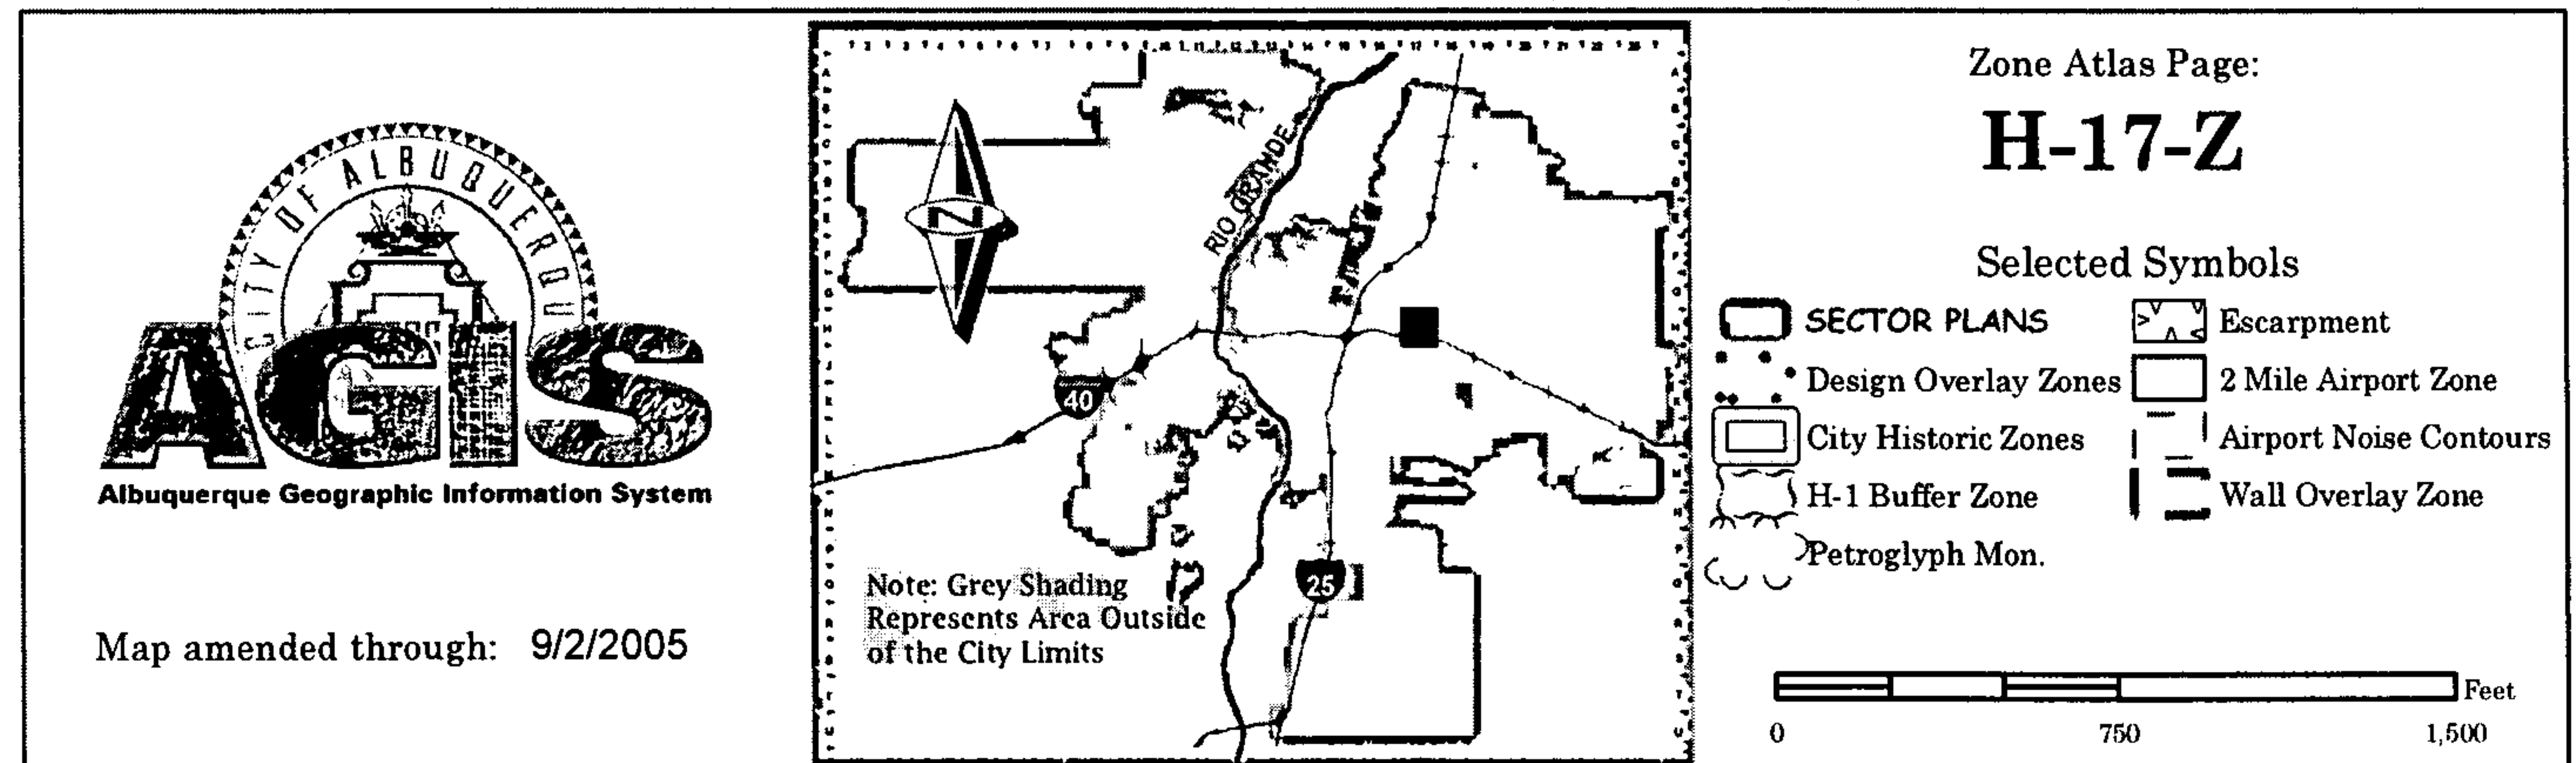 CITY OF ALBUQUERQU
AGIS
Albuquerque Geographic Information System
Map amended through: 9/2/2005
N
RIO GRANDE
40
25
Note: Grey Shading
Represents Area Outside
of the City Limits
Zone Atlas Page:
H-17-Z
Selected Symbols
SECTOR PLANS
Escarpment
Design Overlay Zones
2 Mile Airport Zone
City Historic Zones
Airport Noise Contours
H-1 Buffer Zone
Wall Overlay Zone
Petroglyph Mon.
Feet
0 750 1,500